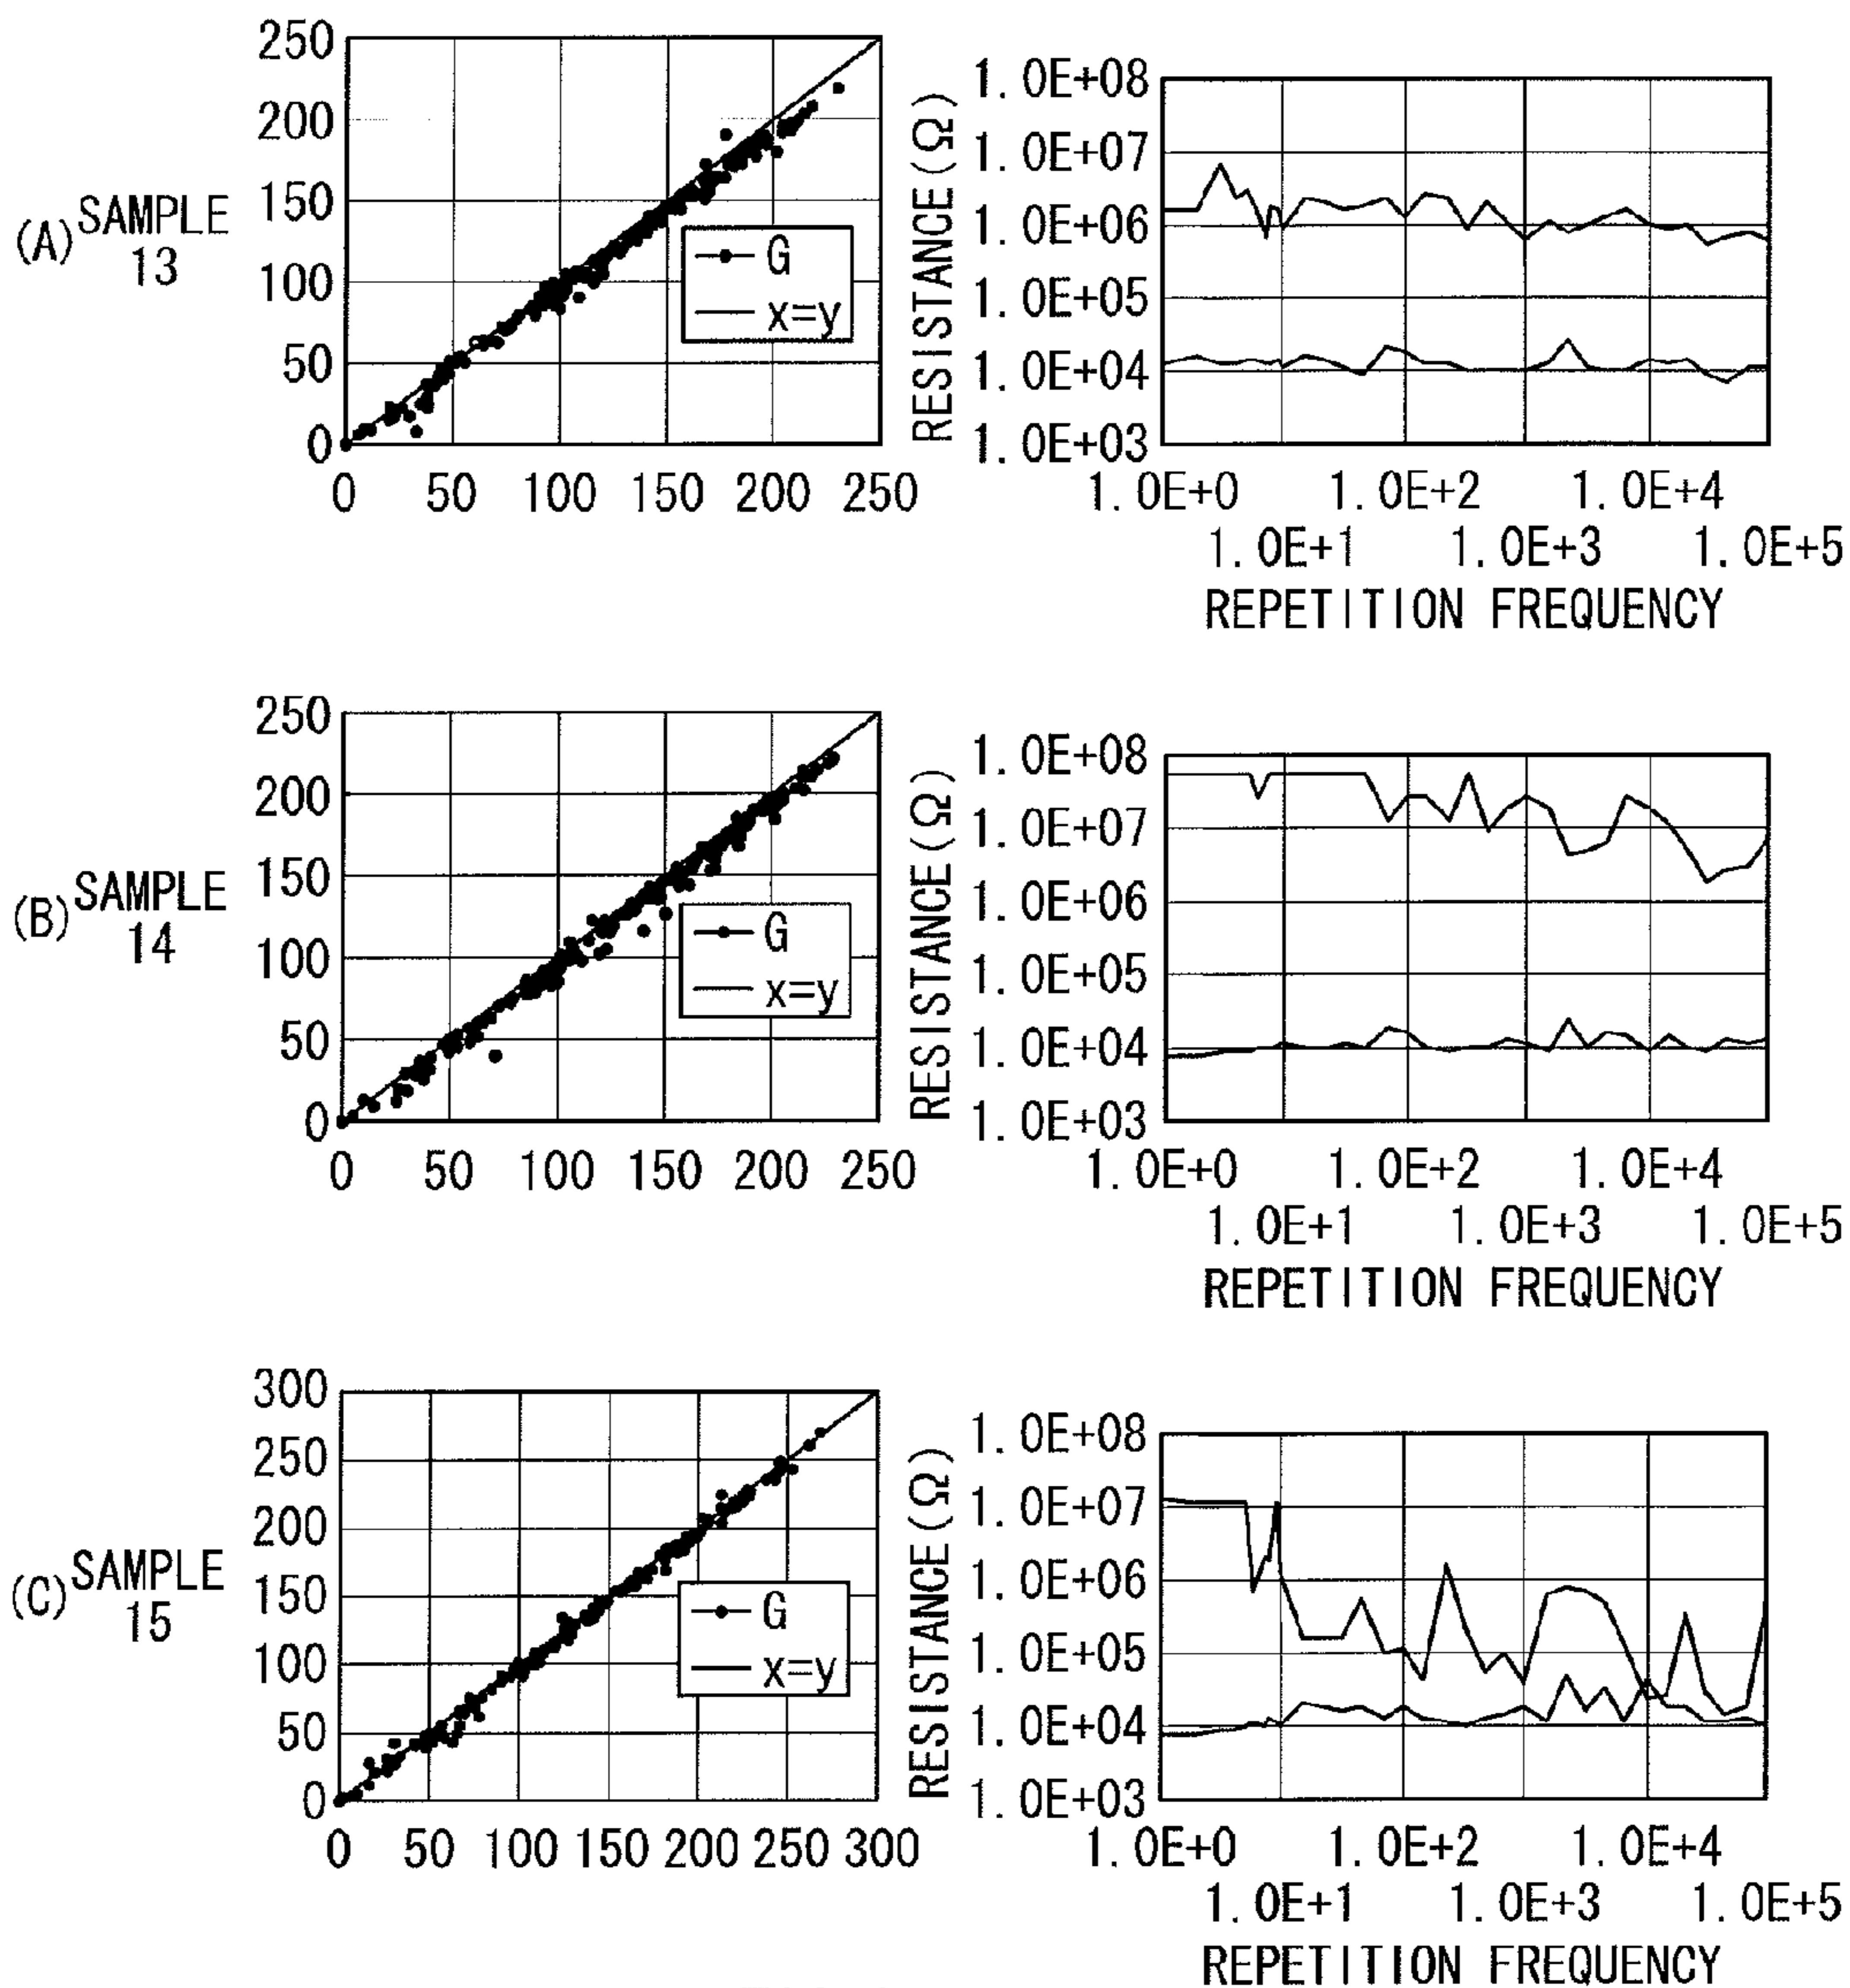 (A) SAMPLE 13
250
200
150
100
50
0
0 50 100 150 200 250
G
x=y
RESISTANCE(Ω)
1.0E+08
1.0E+07
1.0E+06
1.0E+05
1.0E+04
1.0E+03
1.0E+0 1.0E+2 1.0E+4
1.0E+1 1.0E+3 1.0E+5
REPETITION FREQUENCY
(B) SAMPLE 14
250
200
150
100
50
0
0 50 100 150 200 250
G
x=y
RESISTANCE(Ω)
1.0E+08
1.0E+07
1.0E+06
1.0E+05
1.0E+04
1.0E+03
1.0E+0 1.0E+2 1.0E+4
1.0E+1 1.0E+3 1.0E+5
REPETITION FREQUENCY
(C) SAMPLE 15
300
250
200
150
100
50
0
0 50 100 150 200 250 300
G
x=y
RESISTANCE(Ω)
1.0E+08
1.0E+07
1.0E+06
1.0E+05
1.0E+04
1.0E+03
1.0E+0 1.0E+2 1.0E+4
1.0E+1 1.0E+3 1.0E+5
REPETITION FREQUENCY